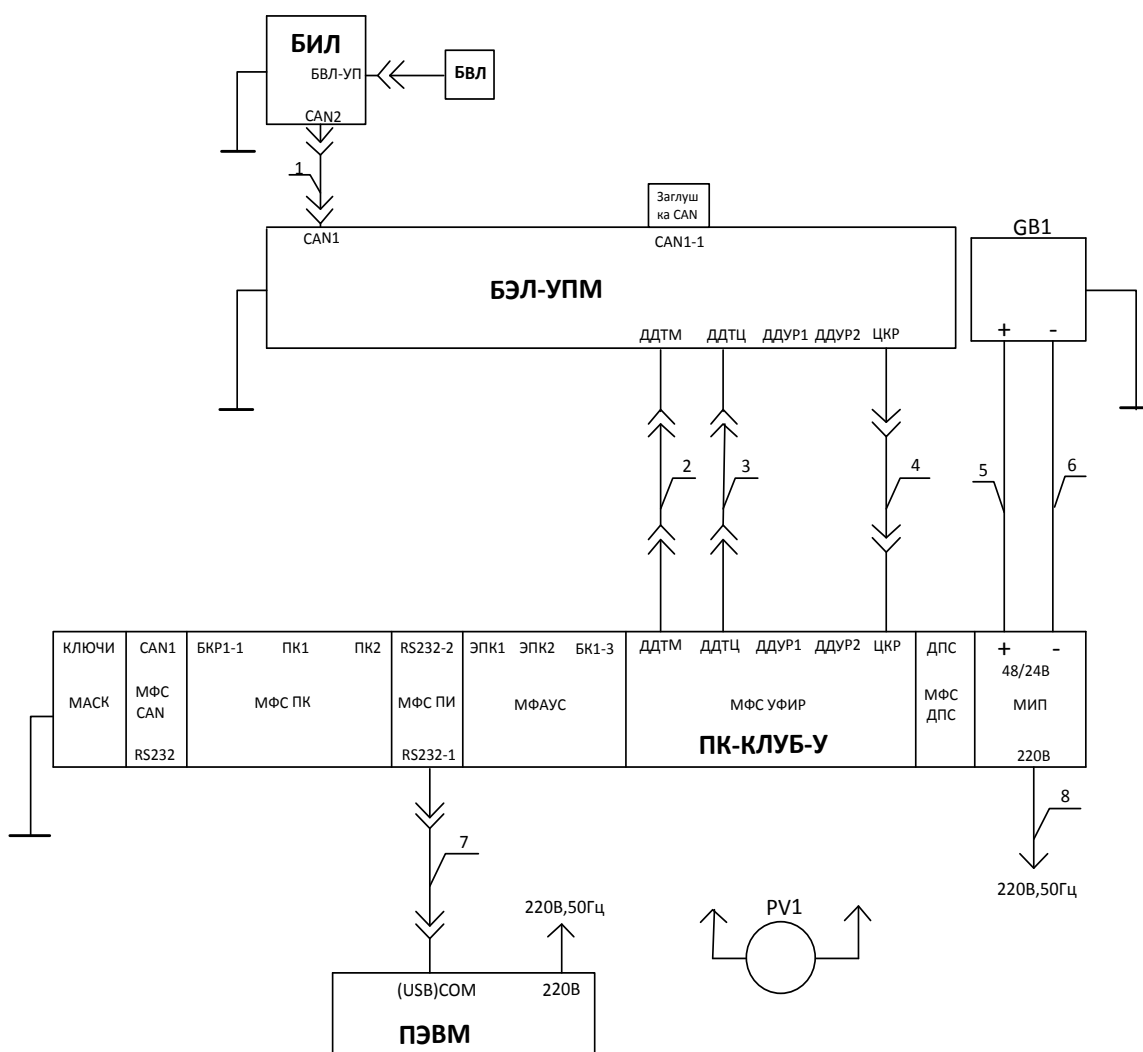 БИЛ
БВЛ-УП
БВЛ
CAN2
1
Заглуш
ка CAN
CAN1
CAN1-1
GB1
БЭЛ-УПМ
+ -
ДДТМ ДДТЦ ДДУР1 ДДУР2 ЦКР
2 3 4 5 6
КЛЮЧИ CAN1 БКР1-1 ПК1 ПК2 RS232-2 ЭПК1 ЭПК2 БК1-3 ДДТМ ДДТЦ ДДУР1 ДДУР2 ЦКР ДПС + -
48/24В
МАСК
МФС
CAN
МФС ПК
МФС ПИ
МФАУС
МФС УФИР
МФС
ДПС
МИП
ПК-КЛУБ-У
RS232
RS232-1
220В
8
7
220В,50Гц
220В,50Гц
PV1
(USB)COM
220В
ПЭВМ